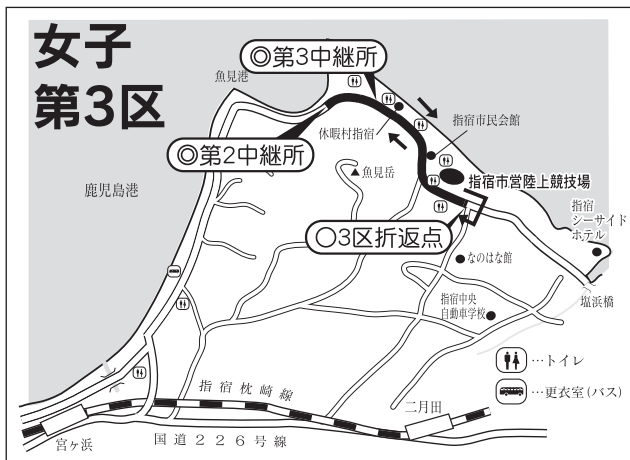 女子
第3区
◎第3中継所
魚見港
休暇村指宿
指宿市民会館
◎第2中継所
魚見岳
指宿市営陸上競技場
鹿児島港
○3区折返点
指宿
シーサイド
ホテル
なのはな館
指宿中央
自動車学校
塩浜橋
…トイレ
…更衣室(バス)
指宿枕崎線
二月田
宮ヶ浜
国道226号線